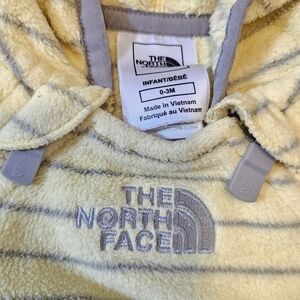 THE
NORTH
FACE
INFANT/BÉBÉ
0-3M
Made in Vietnam
Fabriqué au Vietnam
THE
NORTH
FACE